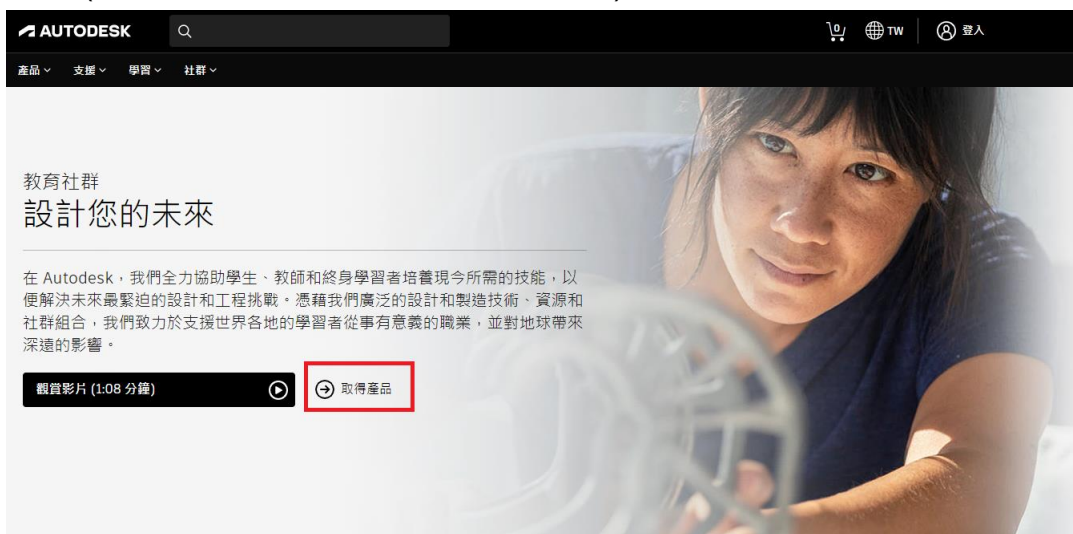 AUTODESK
0 TW 登入
產品 支援 學習 社群
教育社群
設計您的未來
在 Autodesk，我們全力協助學生、教師和終身學習者培養現今所需的技能，以
便解決未來最緊迫的設計和工程挑戰。憑藉我們廣泛的設計和製造技術、資源和
社群組合，我們致力於支援世界各地的學習者從事有意義的職業，並對地球帶來
深遠的影響。
觀賞影片 (1:08 分鐘) 取得產品